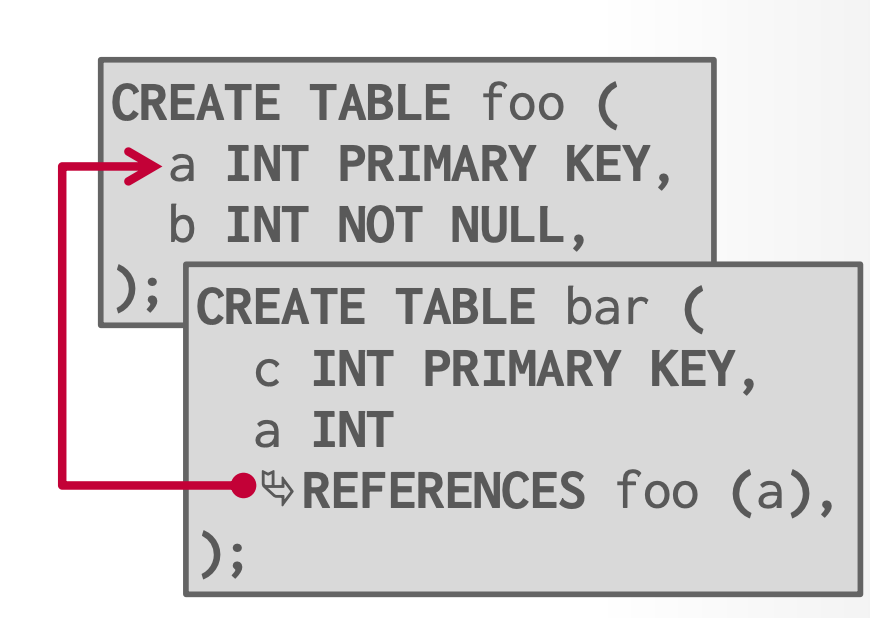 CREATE TABLE foo (
a INT PRIMARY KEY,
b INT NOT NULL,
);
CREATE TABLE bar (
c INT PRIMARY KEY,
a INT
↳REFERENCES foo (a),
);